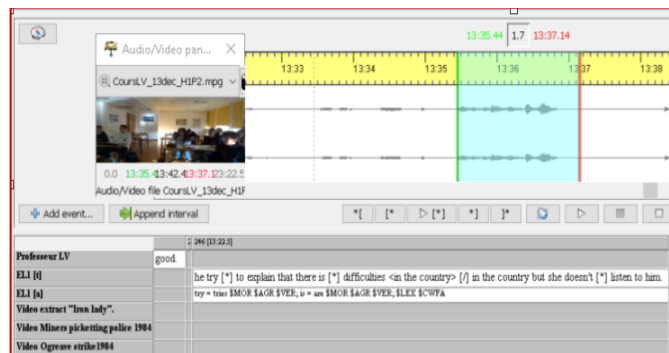 13:35.44 1.7 13:37.14
Audio/Video pan...
13:33 13:34 13:35 13:36 13:37 13:38
CoursLV_13dec_H1P2.mpg
0.0 13:35.4 13:42.4 13:37.1 23:22.5
Audio/Video file CoursLV_13dec_H1F
Add event... Append interval *[ [* [*] *] ]*
2 246 [13:22.5]
Professeur LV good.
EL1 [t] he try [*] to explain that there is [*] difficulties <in the country> [/] in the country but she doesn't [*] listen to him.
EL1 [a] try = tries $MOR $AGR $VER; is = are $MOR $AGR $VER; $LEX $CWFA
Video extract "Iron lady".
Video Miners picketting police 1984
Video Ogreave strike1984